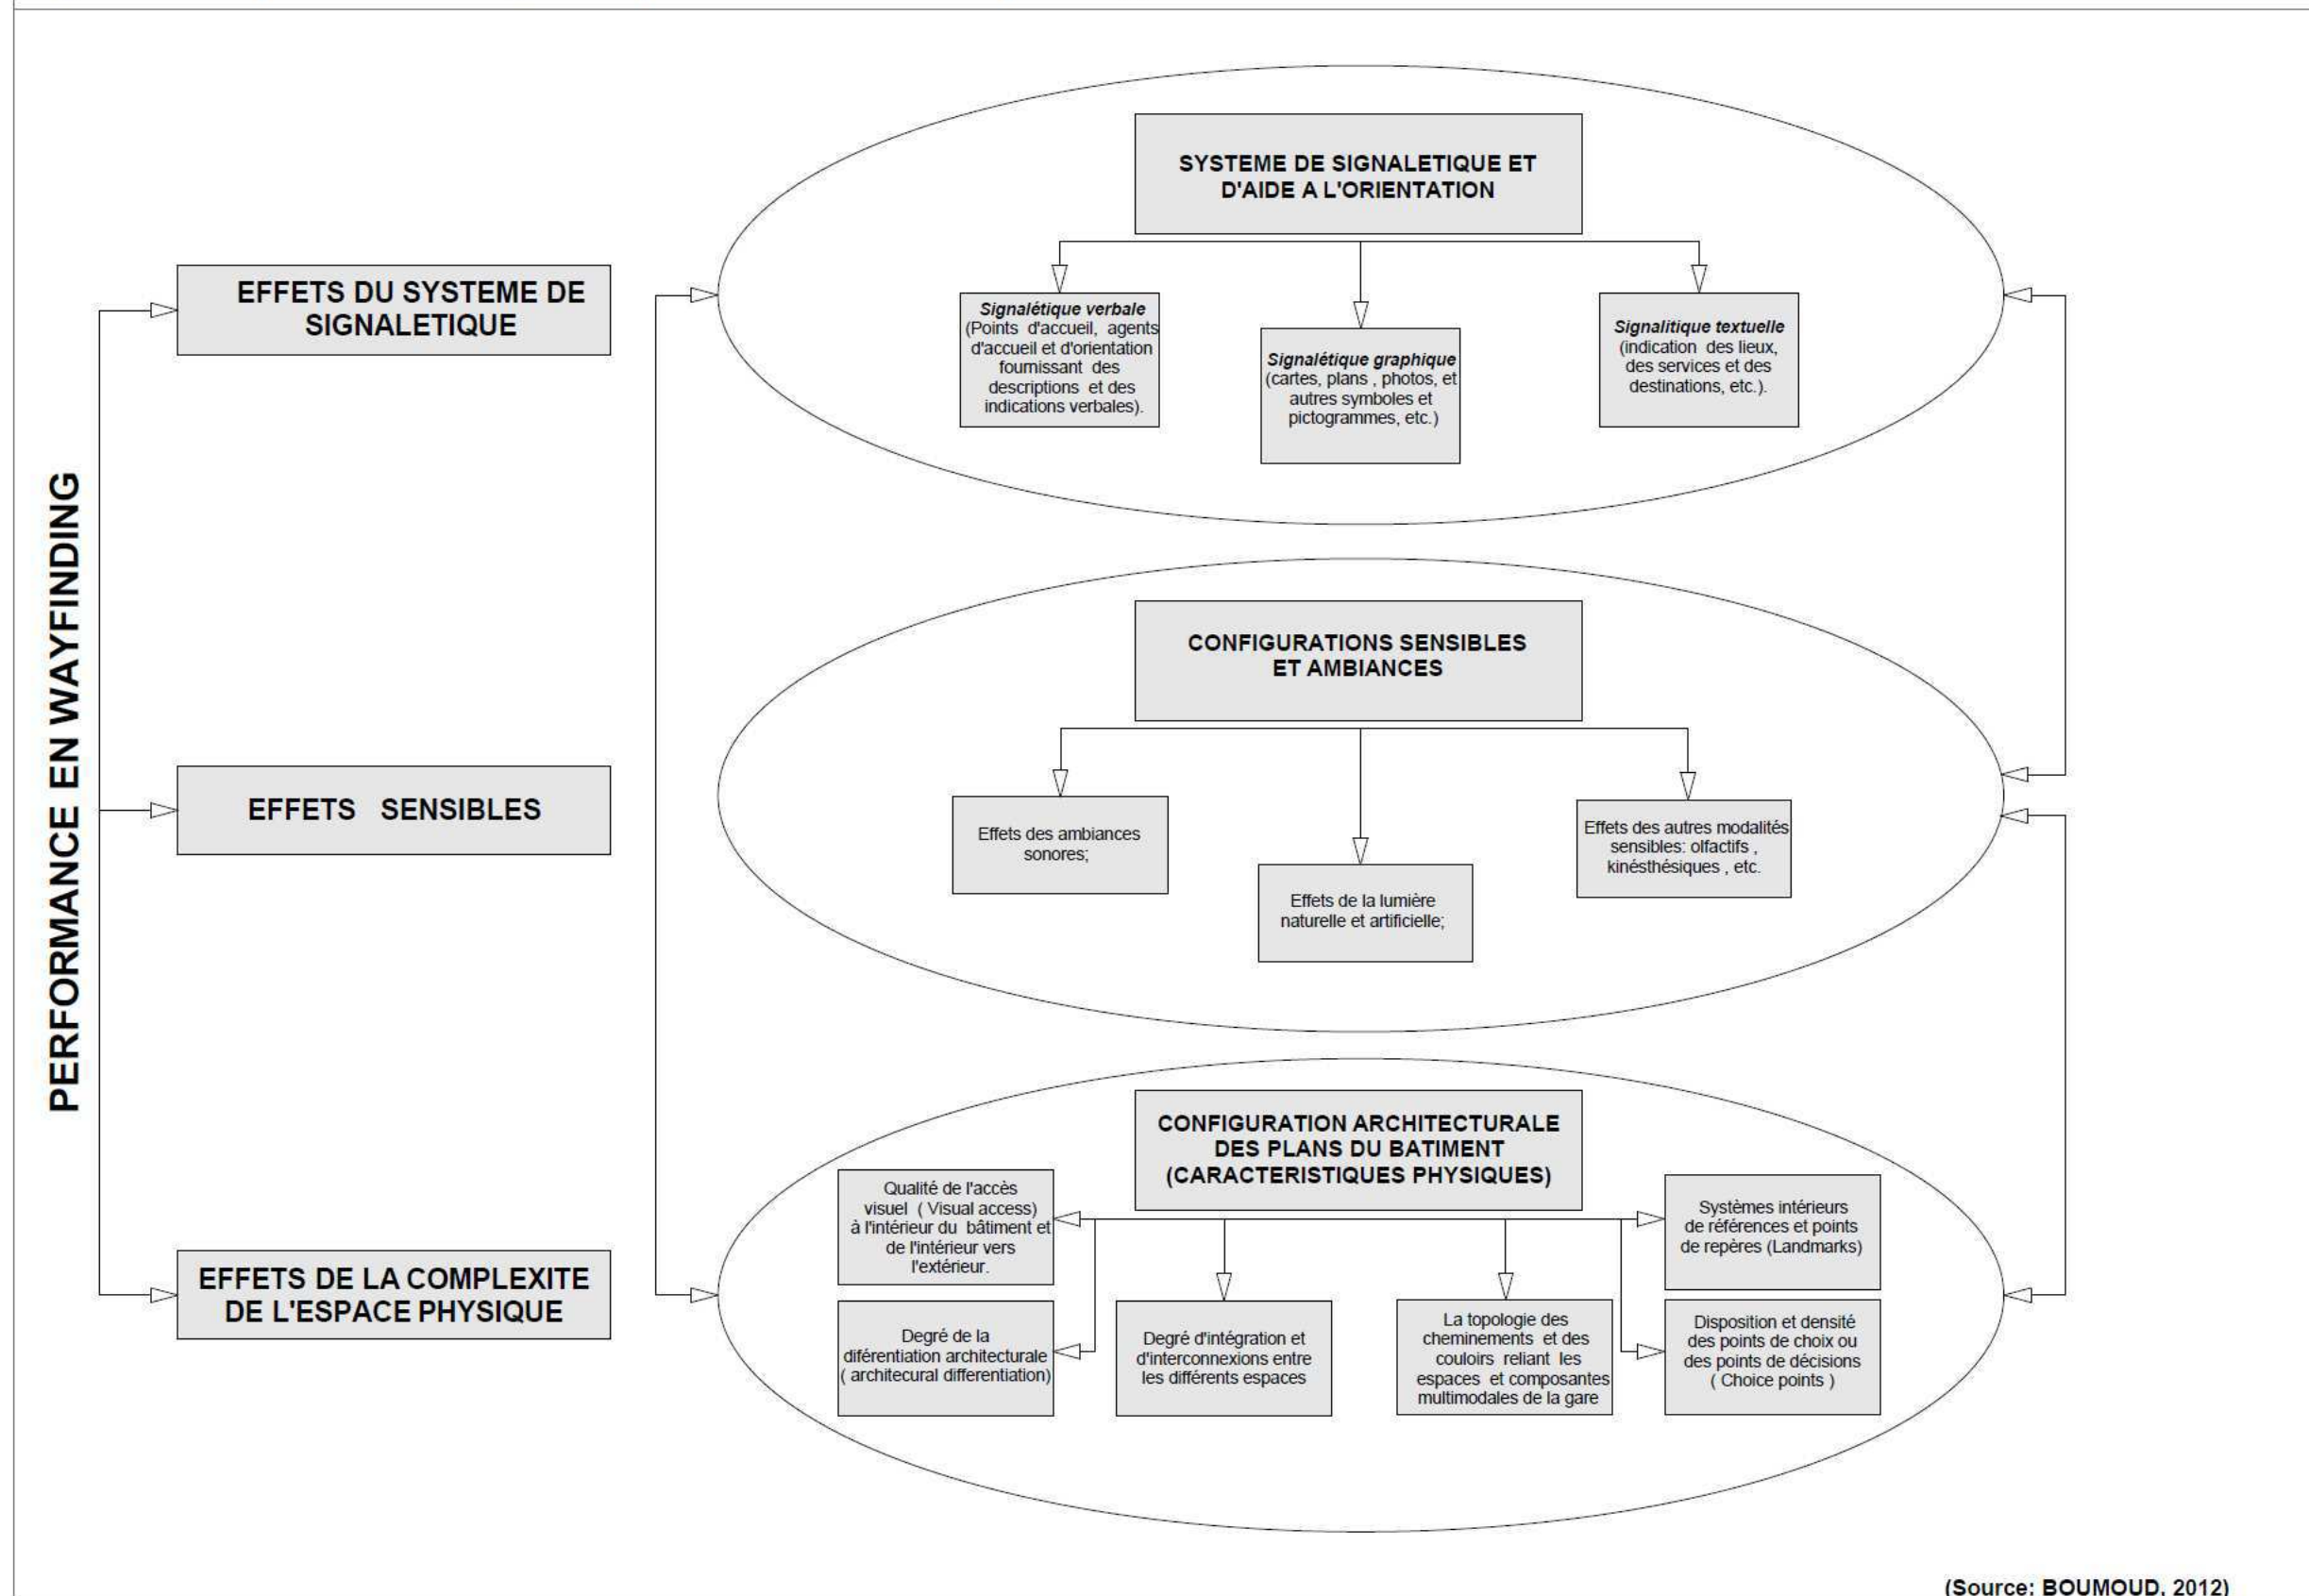 PERFORMANCE EN WAYFINDING
EFFETS DU SYSTEME DE
SIGNALETIQUE
EFFETS SENSIBLES
EFFETS DE LA COMPLEXITE
DE L'ESPACE PHYSIQUE
SYSTEME DE SIGNALETIQUE ET
D'AIDE A L'ORIENTATION
Signalétique verbale
(Points d'accueil, agents
d'accueil et d'orientation
fournissant des
descriptions et des
indications verbales).
Signalétique graphique
(cartes, plans , photos, et
autres symboles et
pictogrammes, etc.)
Signalitique textuelle
(indication des lieux,
des services et des
destinations, etc.).
CONFIGURATIONS SENSIBLES
ET AMBIANCES
Effets des ambiances
sonores;
Effets de la lumière
naturelle et artificielle;
Effets des autres modalités
sensibles: olfactifs ,
kinésthésiques , etc.
CONFIGURATION ARCHITECTURALE
DES PLANS DU BATIMENT
(CARACTERISTIQUES PHYSIQUES)
Qualité de l'accès
visuel ( Visual access)
à l'intérieur du bâtiment et
de l'intérieur vers
l'extérieur.
Degré de la
diférentiation architecturale
( architecural differentiation)
Degré d'intégration et
d'interconnexions entre
les différents espaces
La topologie des
cheminements et des
couloirs reliant les
espaces et composantes
multimodales de la gare
Systèmes intérieurs
de références et points
de repères (Landmarks)
Disposition et densité
des points de choix ou
des points de décisions
( Choice points )
(Source: BOUMOUD, 2012)